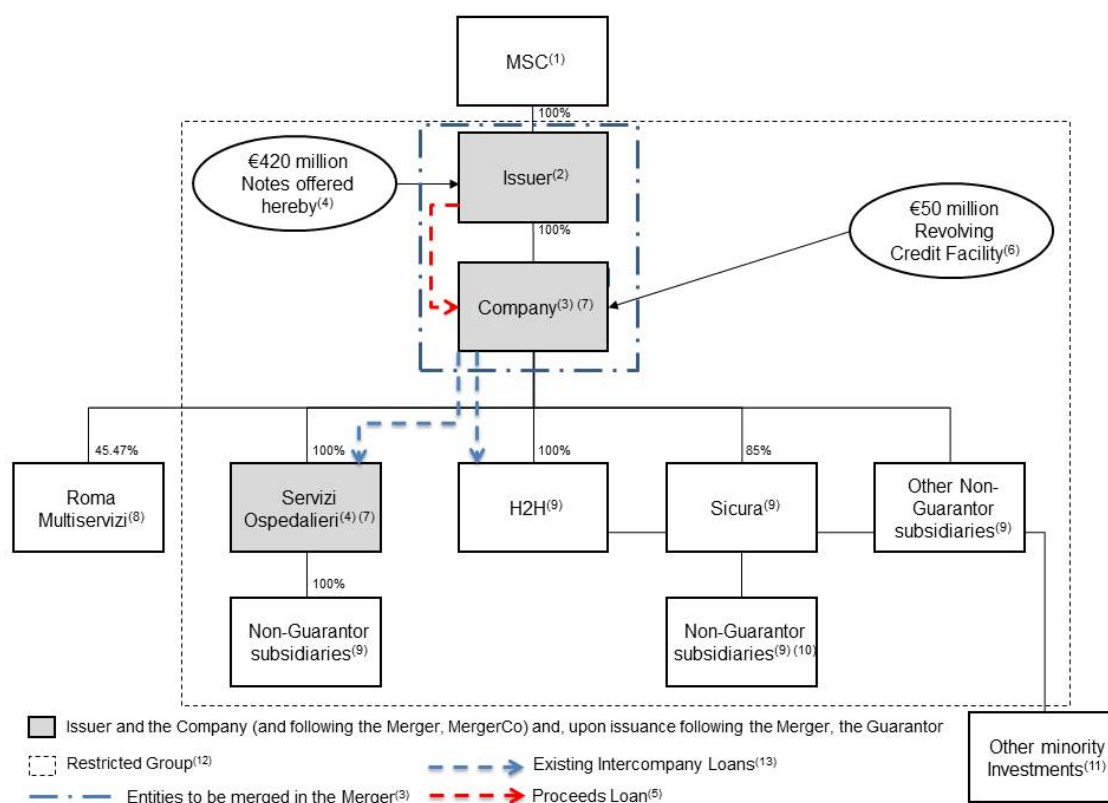 MSC(1)
100%
€420 million
Notes offered
hereby(4)
Issuer(2)
€50 million
Revolving
Credit Facility(6)
100%
Company(3) (7)
45.47%
100%
100%
85%
Roma
Multiservizi(8)
Servizi
Ospedalieri(4) (7)
H2H(9)
Sicura(9)
Other Non-
Guarantor
subsidiaries(9)
100%
Non-Guarantor
subsidiaries(9)
Non-Guarantor
subsidiaries(9) (10)
Issuer and the Company (and following the Merger, MergerCo) and, upon issuance following the Merger, the Guarantor
Restricted Group(12)
Existing Intercompany Loans(13)
Other minority
Investments(11)
Entities to be merged in the Merger(3)
Proceeds Loan(5)